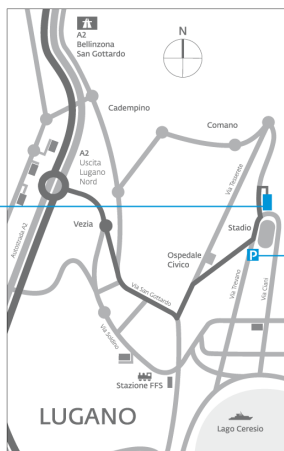 N
A2
Bellinzona
San Gottardo
Cadempino
Comano
A2
Uscita
Lugano
Nord
Via Tesserete
Autostrada A2
Vezia
Stadio
Ospedale
Civico
P
Via San Gottardo
Via Trevano
Via Ciani
Via Sorengo
Stazione FFS
LUGANO
Lago Ceresio